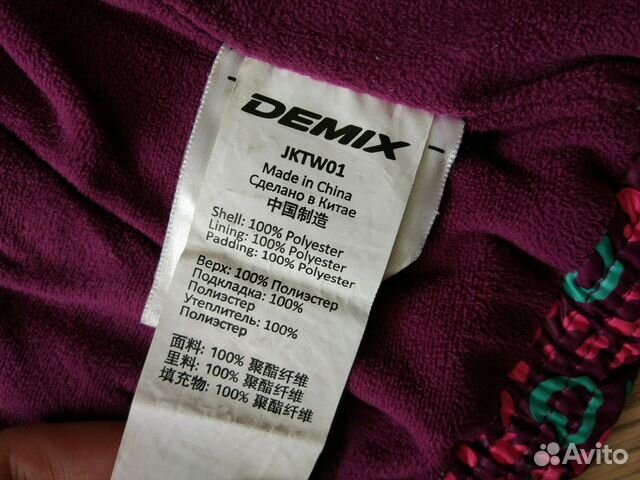 DEMIX
JKTW01
Made in China
Сделано в Китае
中国制造
Shell: 100% Polyester
Lining: 100% Polyester
Padding: 100% Polyester
Верх: 100% Полиэстер
Подкладка: 100%
Полиэстер
Утеплитель: 100%
Полиэстер
面料: 100% 聚酯纤维
里料: 100% 聚酯纤维
填充物: 100% 聚酯纤维
Avito